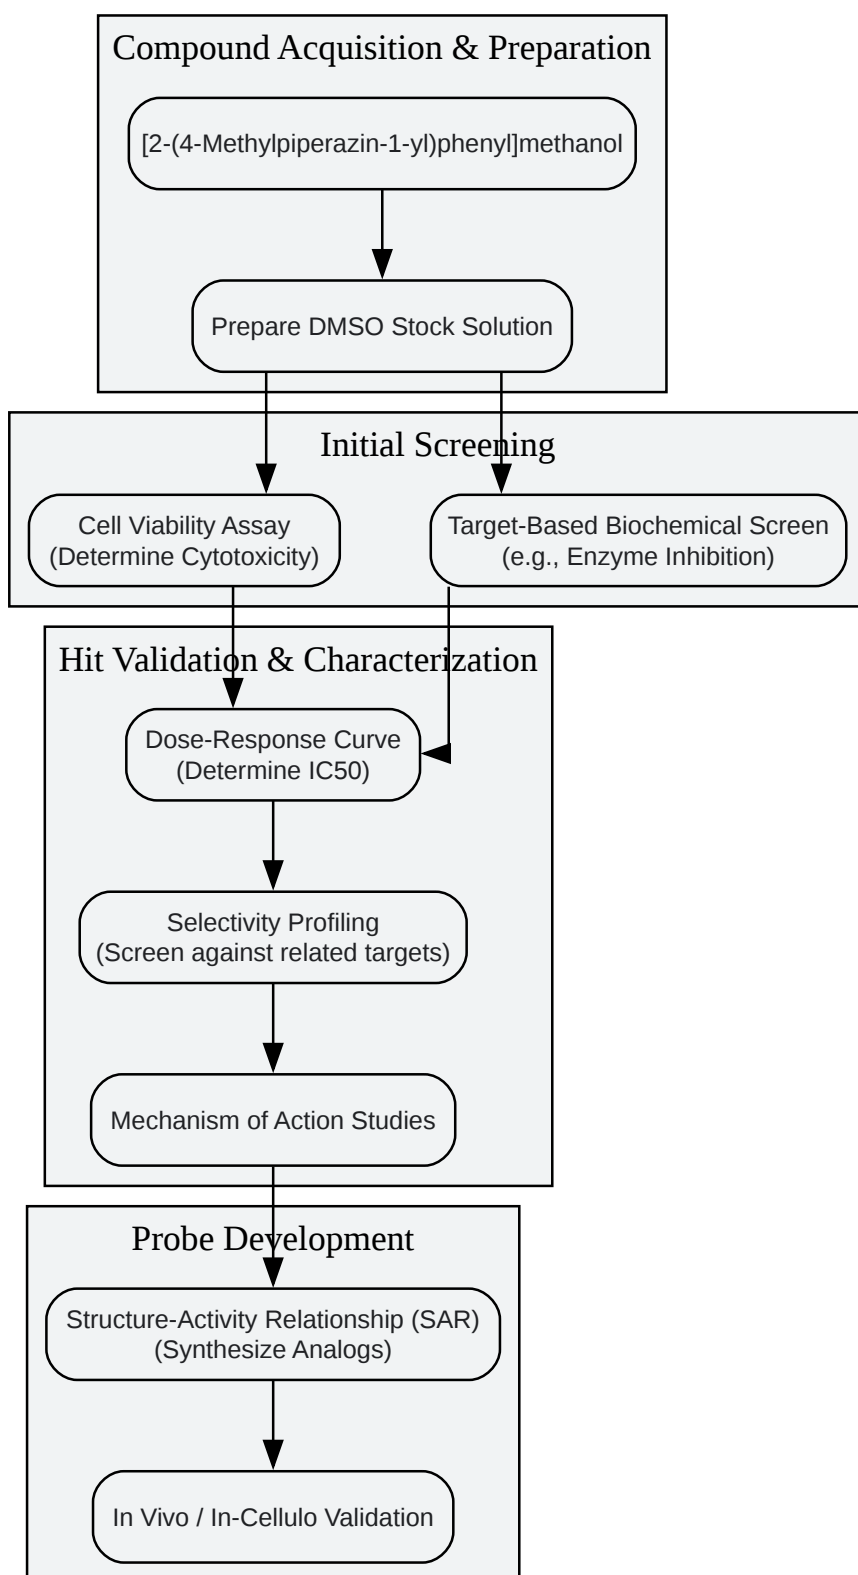 Compound Acquisition & Preparation
[2-(4-Methylpiperazin-1-yl)phenyl]methanol
Prepare DMSO Stock Solution
Initial Screening
Cell Viability Assay
(Determine Cytotoxicity)
Target-Based Biochemical Screen
(e.g., Enzyme Inhibition)
Hit Validation & Characterization
Dose-Response Curve
(Determine IC50)
Selectivity Profiling
(Screen against related targets)
Mechanism of Action Studies
Probe Development
Structure-Activity Relationship (SAR)
(Synthesize Analogs)
In Vivo / In-Cellulo Validation